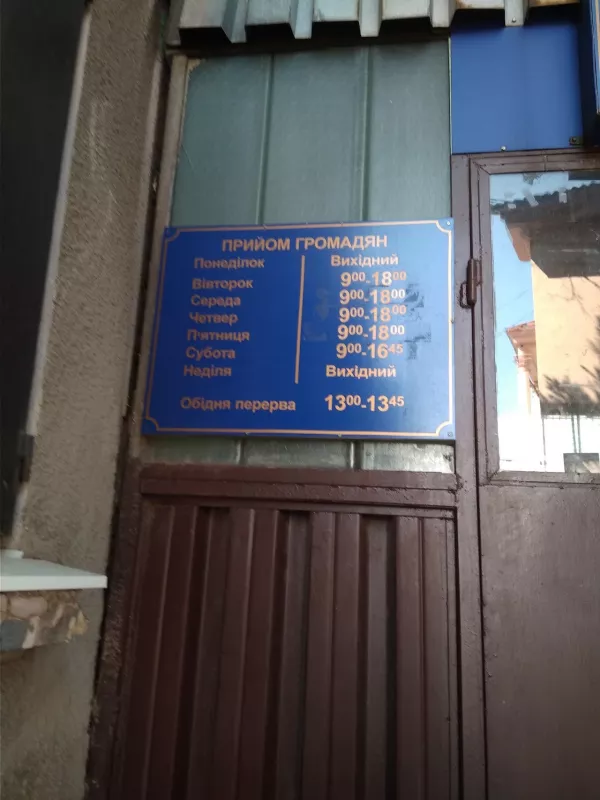 ПРИЙОМ ГРОМАДЯН
Понеділок Вихідний
Вівторок 9⁰⁰-18⁰⁰
Середа 9⁰⁰-18⁰⁰
Четвер 9⁰⁰-18⁰⁰
П'ятниця 9⁰⁰-18⁰⁰
Субота 9⁰⁰-16⁴⁵
Неділя Вихідний
Обідня перерва 13⁰⁰-13⁴⁵